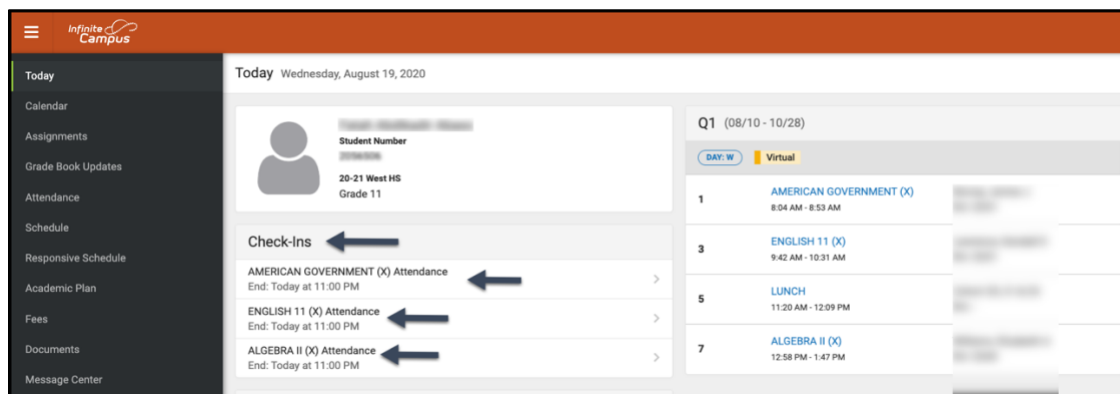 Infinite
Campus
Today
Calendar
Assignments
Grade Book Updates
Attendance
Schedule
Responsive Schedule
Academic Plan
Fees
Documents
Message Center
Today Wednesday, August 19, 2020
Student Number
20-21 West HS
Grade 11
Check-Ins
AMERICAN GOVERNMENT (X) Attendance
End: Today at 11:00 PM
ENGLISH 11 (X) Attendance
End: Today at 11:00 PM
ALGEBRA II (X) Attendance
End: Today at 11:00 PM
Q1 (08/10 - 10/28)
DAY: W Virtual
1 AMERICAN GOVERNMENT (X)
8:04 AM - 8:53 AM
3 ENGLISH 11 (X)
9:42 AM - 10:31 AM
5 LUNCH
11:20 AM - 12:09 PM
7 ALGEBRA II (X)
12:58 PM - 1:47 PM